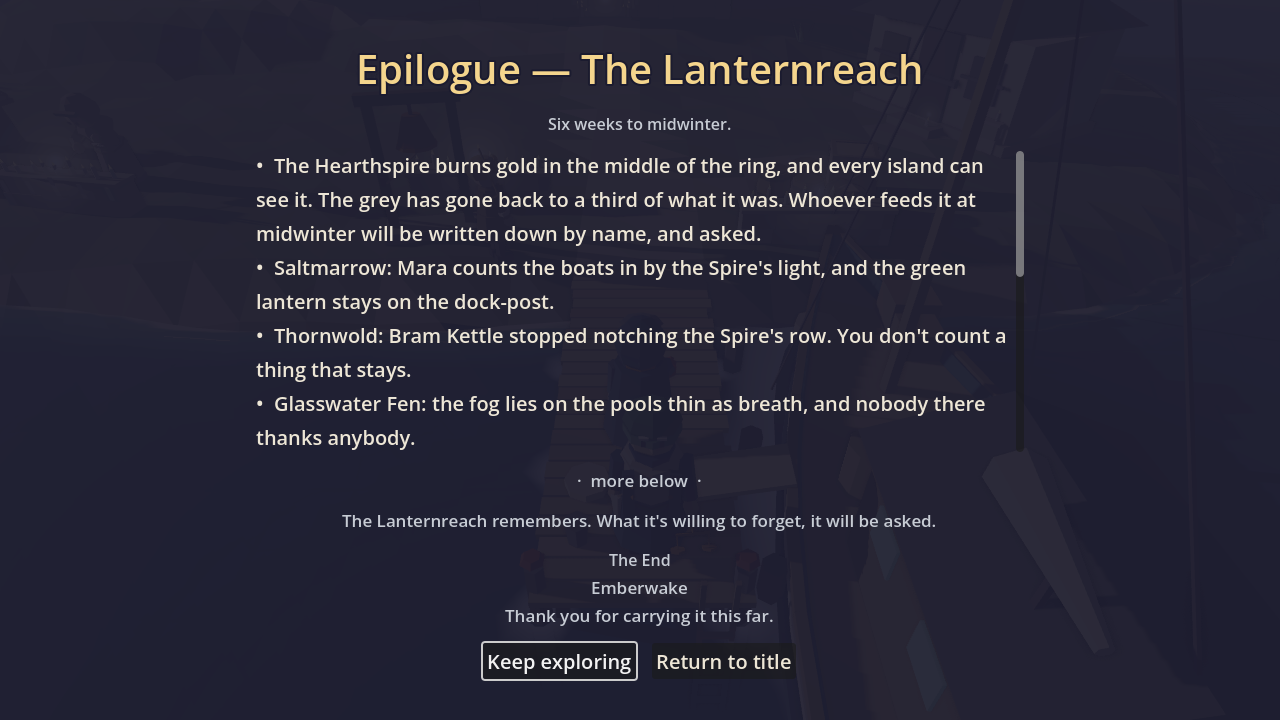 Epilogue — The Lanternreach
Six weeks to midwinter.
• The Hearthspire burns gold in the middle of the ring, and every island can
see it. The grey has gone back to a third of what it was. Whoever feeds it at
midwinter will be written down by name, and asked.
• Saltmarrow: Mara counts the boats in by the Spire's light, and the green
lantern stays on the dock-post.
• Thornwold: Bram Kettle stopped notching the Spire's row. You don't count a
thing that stays.
• Glasswater Fen: the fog lies on the pools thin as breath, and nobody there
thanks anybody.
· more below ·
The Lanternreach remembers. What it's willing to forget, it will be asked.
The End
Emberwake
Thank you for carrying it this far.
Keep exploring
Return to title